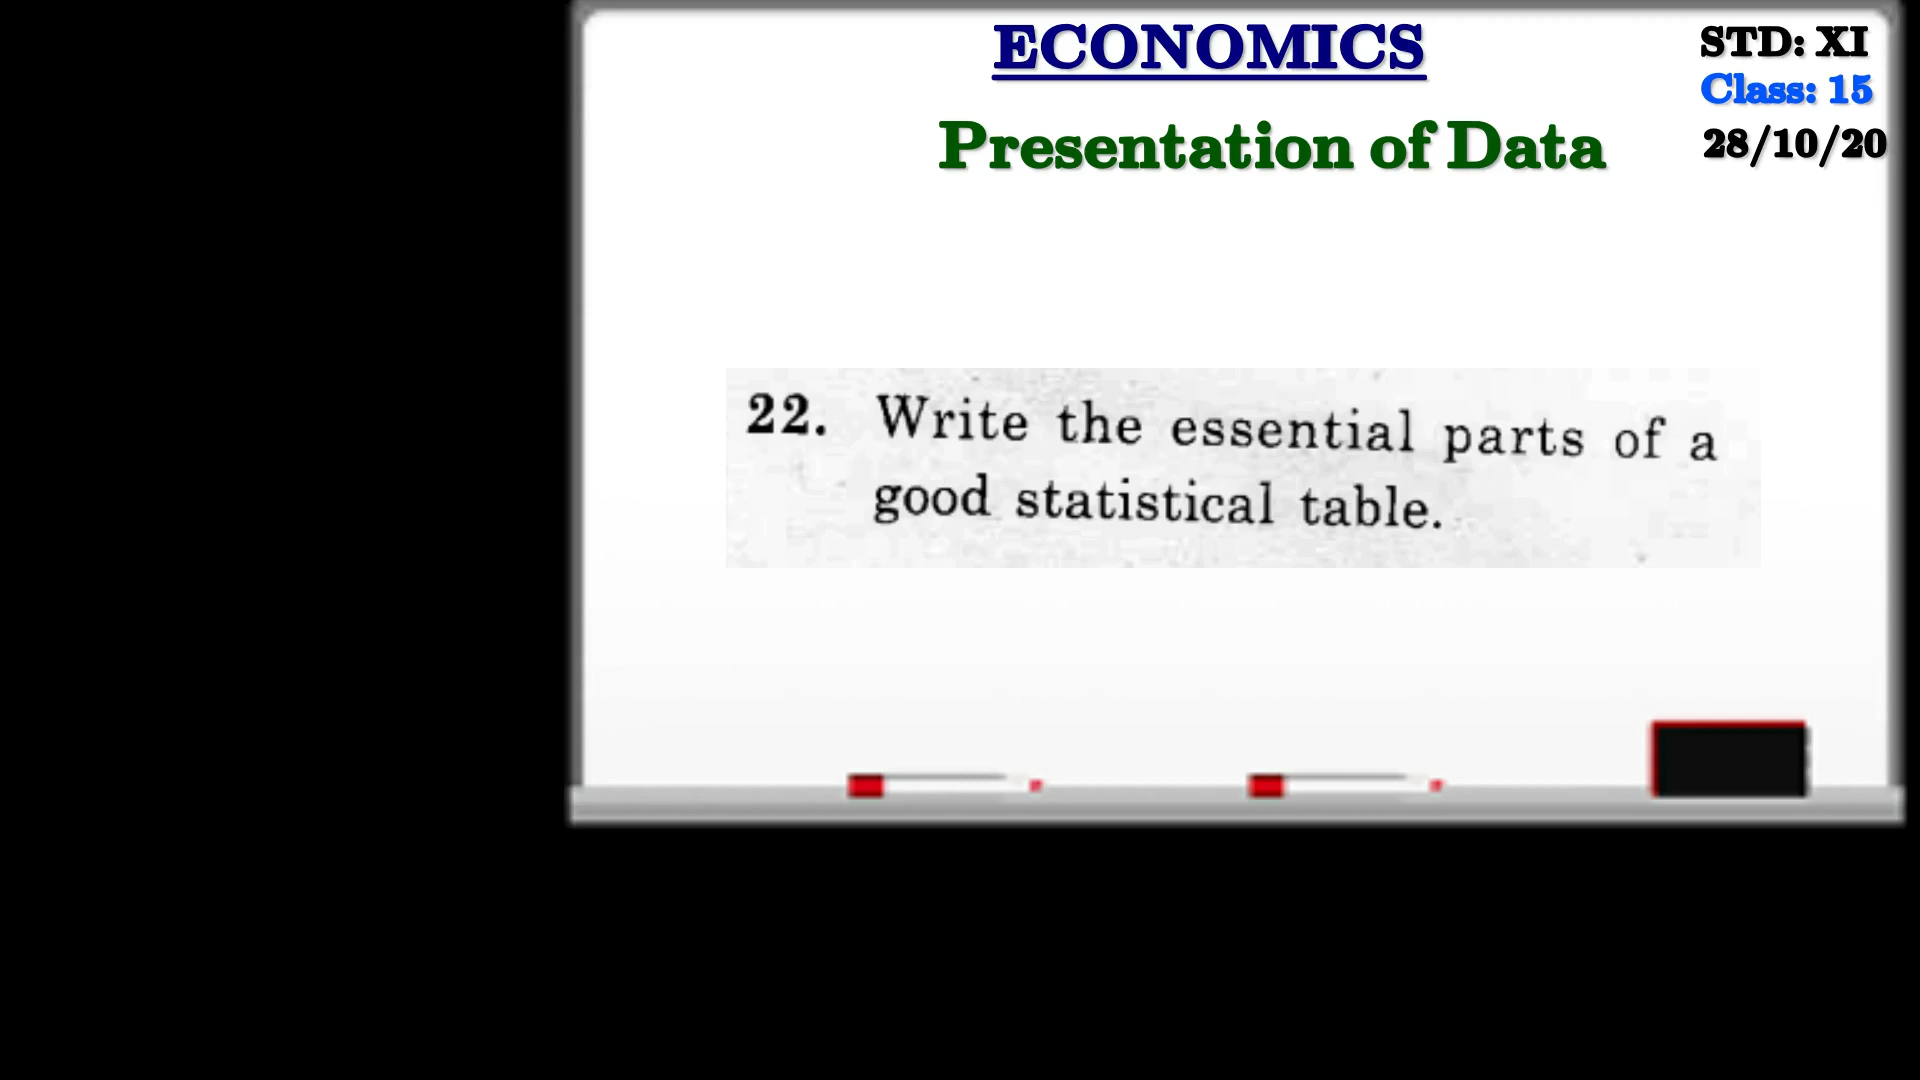 ECONOMICS
STD: XI
Class: 15
Presentation of Data
28/10/20
22. Write the essential parts of a
good statistical table.